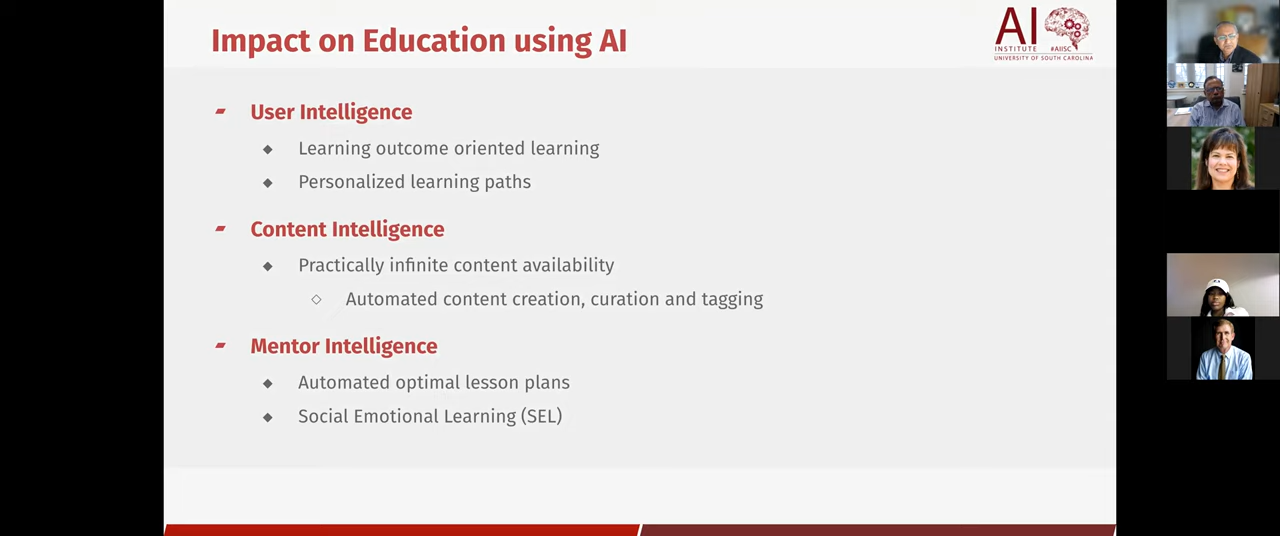 Impact on Education using AI
AI
INSTITUTE #AIISC
UNIVERSITY OF SOUTH CAROLINA
User Intelligence
Learning outcome oriented learning
Personalized learning paths
Content Intelligence
Practically infinite content availability
Automated content creation, curation and tagging
Mentor Intelligence
Automated optimal lesson plans
Social Emotional Learning (SEL)